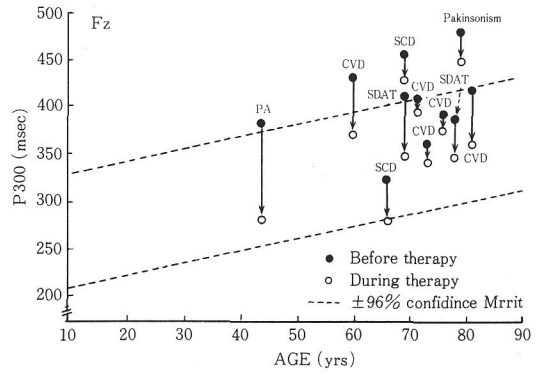 Fz
500
450
400
350
300
250
200
P300 (msec)
Pakinsonism
SCD
CVD
SDAT
CVD
SDAT
PA
CVD
CVD
CVD
SCD
Before therapy
During therapy
±96% confidince Mrrit
10
20
30
40
50
60
70
80
90
AGE (yrs)